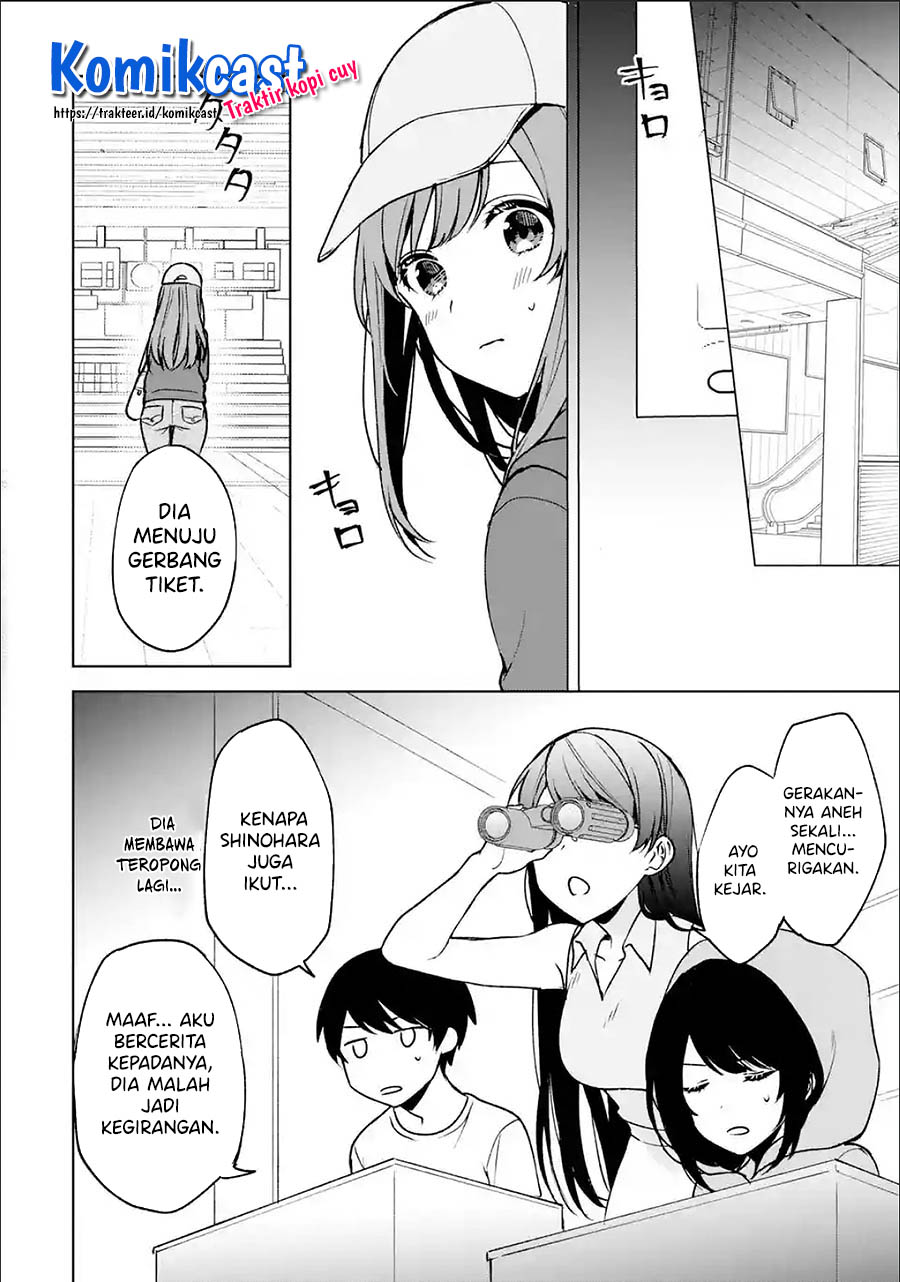 Komikcast
https://trakteer.id/komikcast
Traktir kopi cuy
キョロ
キョロ
タタタ
DIA
MENUJU
GERBANG
TIKET.
GERAKAN-
NYA ANEH
SEKALI...
MENCU-
RIGAKAN.
AYO
KITA
KEJAR.
KENAPA
SHINOHARA
JUGA
IKUT...
DIA
MEMBAWA
TEROPONG
LAGI...
MAAF... AKU
BERCERITA
KEPADANYA,
DIA MALAH
JADI
KEGIRANGAN.